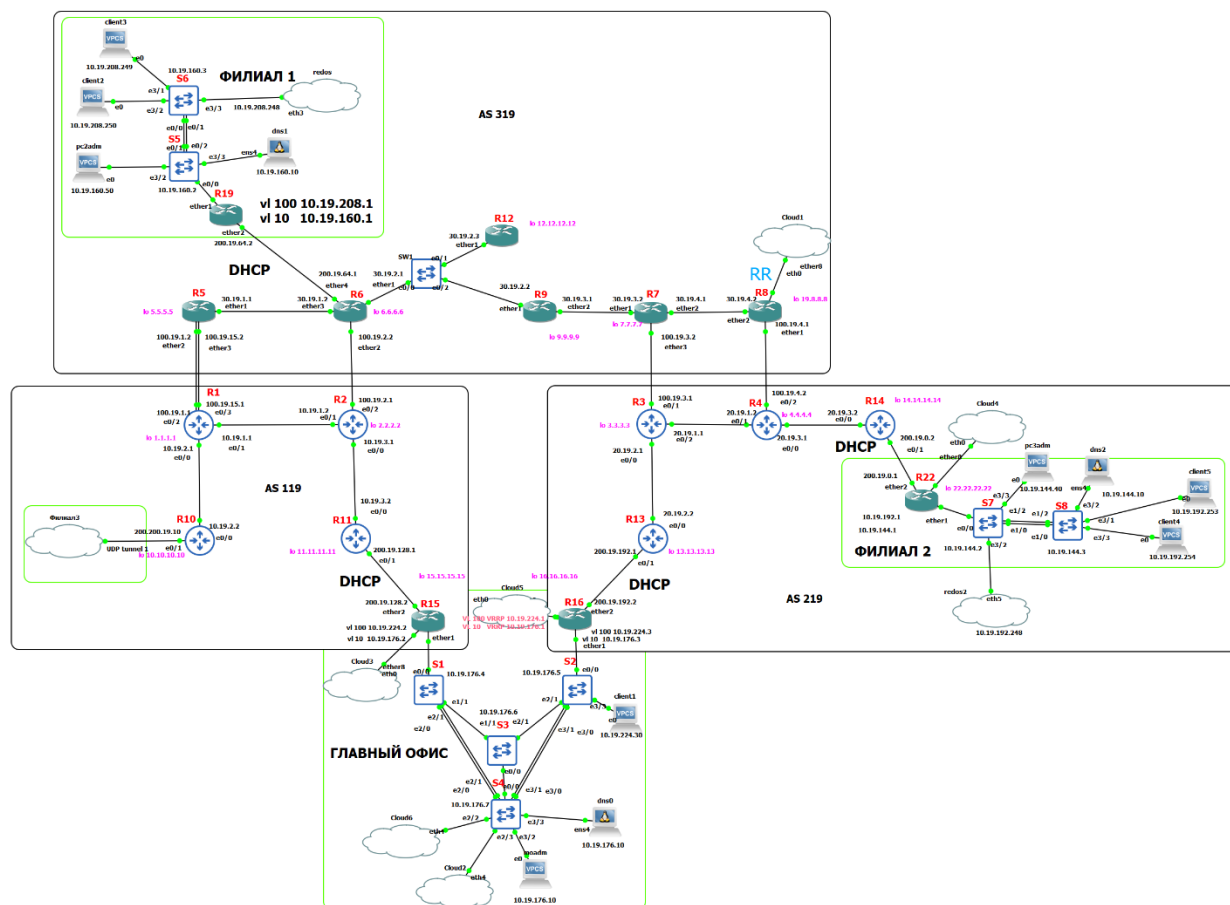 client3
VPCS
e0
10.19.208.249
10.19.160.3
S6
ФИЛИАЛ 1
redos
client2
e3/1
VPCS
e0
e3/2
e3/3
10.19.208.248
eth3
10.19.208.250
e0/0
e0/1
AS 319
S5
e0/1
e0/2
dns1
pc2adm
e3/3
ens4
VPCS
e0
e3/2
10.19.160.10
10.19.160.50
10.19.160.2
e0/0
R19
ether1
vl 100 10.19.208.1
vl 10 10.19.160.1
ether2
200.19.64.2
DHCP
200.19.64.1
ether4
R12
lo 12.12.12.12
30.19.2.3
ether1
SW1
e0/1
30.19.2.1
ether1
e0/0
e0/2
30.19.2.2
Cloud1
ether8
eth0
RR
R5
30.19.1.1
ether1
30.19.1.2
ether3
R6
R9
ether1
30.19.3.1
ether2
30.19.3.2
ether1
R7
30.19.4.1
ether2
30.19.4.2
ether2
R8
lo 19.8.8.8
lo 5.5.5.5
lo 6.6.6.6
lo 9.9.9.9
lo 7.7.7.7
100.19.4.1
ether1
100.19.1.2
ether2
100.19.15.2
ether3
100.19.2.2
ether2
100.19.3.2
ether3
R1
100.19.15.1
e0/3
100.19.1.1
e0/2
lo 1.1.1.1
10.19.1.1
e0/1
10.19.2.1
e0/0
R2
100.19.2.1
e0/2
10.19.1.2
e0/1
lo 2.2.2.2
10.19.3.1
e0/0
R3
100.19.3.1
e0/1
lo 3.3.3.3
20.19.1.1
e0/2
20.19.2.1
e0/0
R4
100.19.4.2
e0/2
20.19.1.2
e0/1
lo 4.4.4.4
20.19.3.1
e0/0
R14
lo 14.14.14.14
20.19.3.2
e0/0
DHCP
200.19.0.2
e0/1
Cloud4
eth0
ether8
200.19.0.1
ether2
R22
lo 22.22.22.22
pc3adm
VPCS
e0
10.19.144.40
dns2
ens4
10.19.144.10
client5
VPCS
e0
10.19.192.253
10.19.192.1
10.19.144.1
ether1
e0/0
S7
e3/3
e1/2
e1/0
e1/2
e1/0
S8
e3/2
e3/1
e3/3
client4
e0
VPCS
10.19.192.254
ФИЛИАЛ 2
10.19.144.2
e3/2
10.19.144.3
redos2
eth5
10.19.192.248
AS 219
AS 119
Филиал3
UDP tunnel 1
200.200.19.10
e0/1
R10
10.19.2.2
e0/0
lo 10.10.10.10
10.19.3.2
e0/0
R11
lo 11.11.11.11
200.19.128.1
e0/1
DHCP
20.19.2.2
e0/0
R13
lo 13.13.13.13
200.19.192.1
e0/1
DHCP
lo 15.15.15.15
lo 16.16.16.16
200.19.128.2
ether2
R15
vl 100 10.19.224.2
vl 10 10.19.176.2
ether1
Cloud5
eth0
VL 100 VRRP 10.19.224.1
R16
200.19.192.2
ether2
vl 100 10.19.224.3
vl 10 10.19.176.3
ether1
Cloud3
ether8
eth0
S1
e0/0
10.19.176.4
e1/1
e2/1
e2/0
S2
10.19.176.5
e0/0
client1
VPCS
e3/3
e0
10.19.224.30
e2/1
e3/1
e3/0
10.19.176.6
e1/1
e2/1
S3
e0/0
ГЛАВНЫЙ ОФИС
S4
e0/0
e2/1
e2/0
e3/1
e3/0
10.19.176.7
e2/2
e3/3
dns0
ens4
10.19.176.10
Cloud6
e2/3
e3/2
e0
VPCS
10.19.176.10
Cloud2
eth4